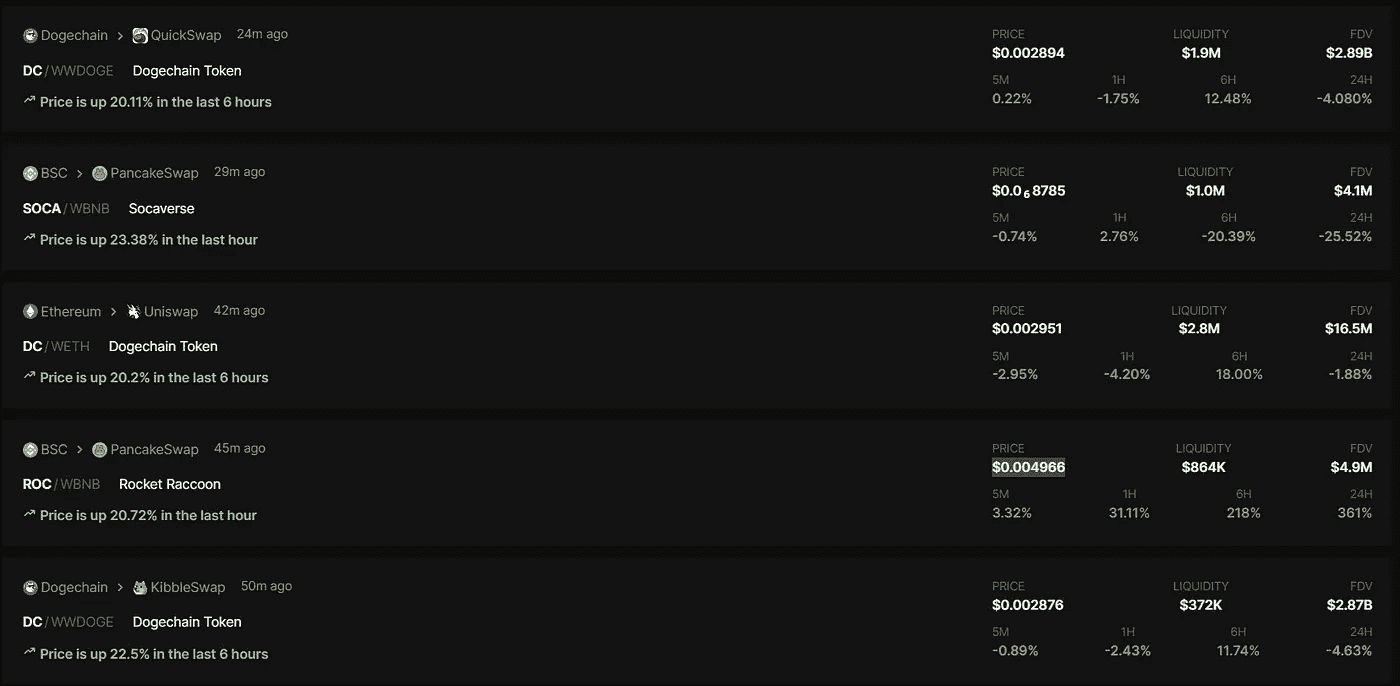 Dogechain > QuickSwap 24m ago
PRICE LIQUIDITY FDV
$0.002894 $1.9M $2.89B
DC/WWDOGE Dogechain Token
5M 1H 6H 24H
0.22% -1.75% 12.48% -4.080%
Price is up 20.11% in the last 6 hours
BSC > PancakeSwap 29m ago
PRICE LIQUIDITY FDV
$0.0₆8785 $1.0M $4.1M
SOCA/WBNB Socaverse
5M 1H 6H 24H
-0.74% 2.76% -20.39% -25.52%
Price is up 23.38% in the last hour
Ethereum > Uniswap 42m ago
PRICE LIQUIDITY FDV
$0.002951 $2.8M $16.5M
DC/WETH Dogechain Token
5M 1H 6H 24H
-2.95% -4.20% 18.00% -1.88%
Price is up 20.2% in the last 6 hours
BSC > PancakeSwap 45m ago
PRICE LIQUIDITY FDV
$0.004966 $864K $4.9M
ROC/WBNB Rocket Raccoon
5M 1H 6H 24H
3.32% 31.11% 218% 361%
Price is up 20.72% in the last hour
Dogechain > KibbleSwap 50m ago
PRICE LIQUIDITY FDV
$0.002876 $372K $2.87B
DC/WWDOGE Dogechain Token
5M 1H 6H 24H
-0.89% -2.43% 11.74% -4.63%
Price is up 22.5% in the last 6 hours